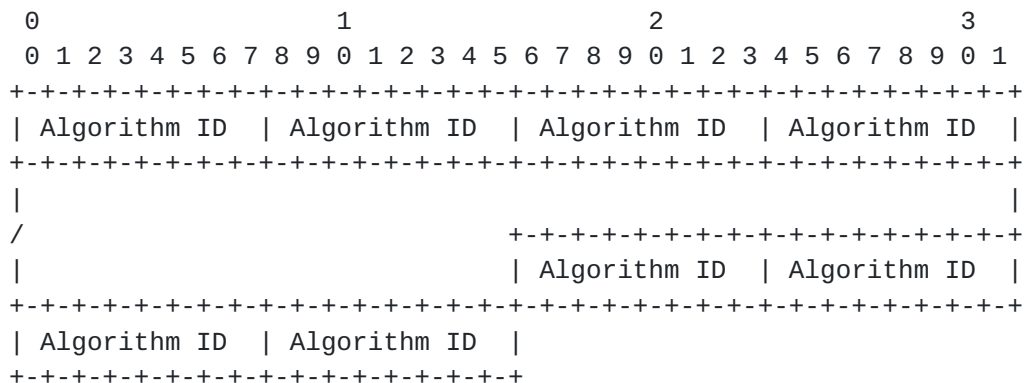 0                   1                   2                   3
 0 1 2 3 4 5 6 7 8 9 0 1 2 3 4 5 6 7 8 9 0 1 2 3 4 5 6 7 8 9 0 1
+-+-+-+-+-+-+-+-+-+-+-+-+-+-+-+-+-+-+-+-+-+-+-+-+-+-+-+-+-+-+-+-+
| Algorithm ID  | Algorithm ID  | Algorithm ID  | Algorithm ID  |
+-+-+-+-+-+-+-+-+-+-+-+-+-+-+-+-+-+-+-+-+-+-+-+-+-+-+-+-+-+-+-+-+
|                                                               |
/                               +-+-+-+-+-+-+-+-+-+-+-+-+-+-+-+-+
|                               | Algorithm ID  | Algorithm ID  |
+-+-+-+-+-+-+-+-+-+-+-+-+-+-+-+-+-+-+-+-+-+-+-+-+-+-+-+-+-+-+-+-+
| Algorithm ID  | Algorithm ID  |
+-+-+-+-+-+-+-+-+-+-+-+-+-+-+-+-+